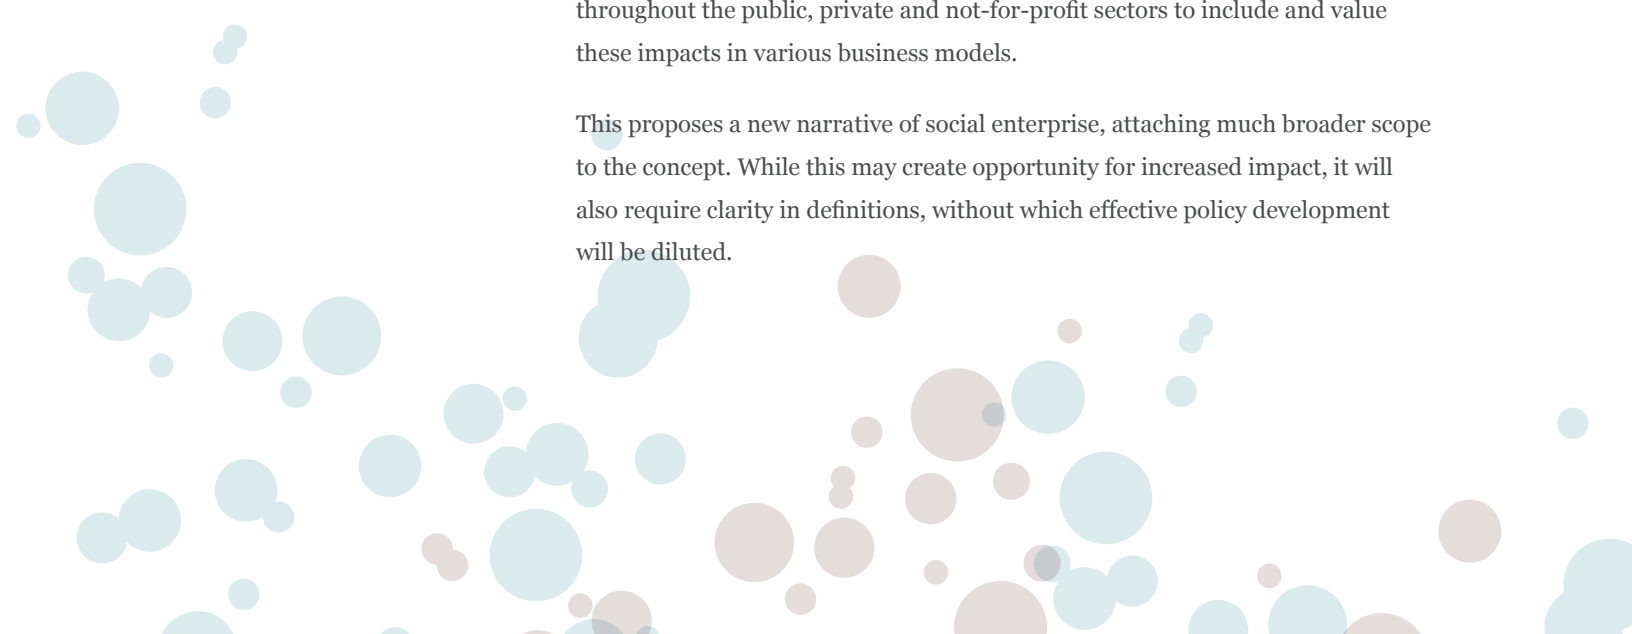 throughout the public, private and not-for-profit sectors to include and value
these impacts in various business models.
This proposes a new narrative of social enterprise, attaching much broader scope
to the concept. While this may create opportunity for increased impact, it will
also require clarity in definitions, without which effective policy development
will be diluted.